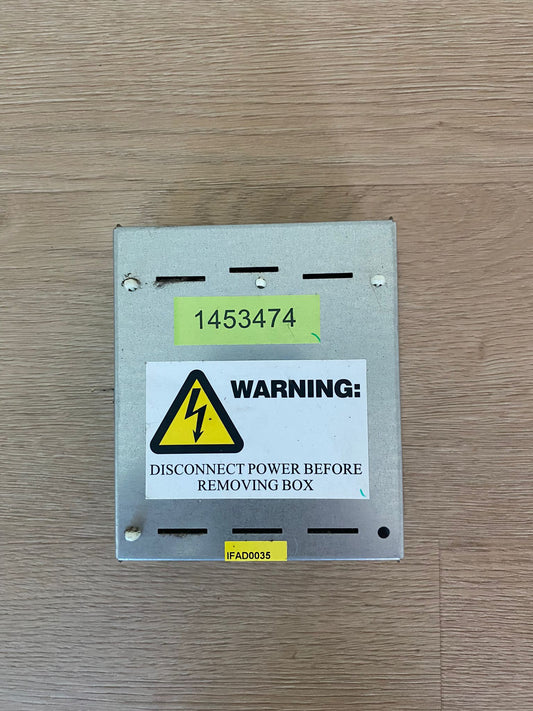 1453474
WARNING:
DISCONNECT POWER BEFORE
REMOVING BOX
IFAD0035